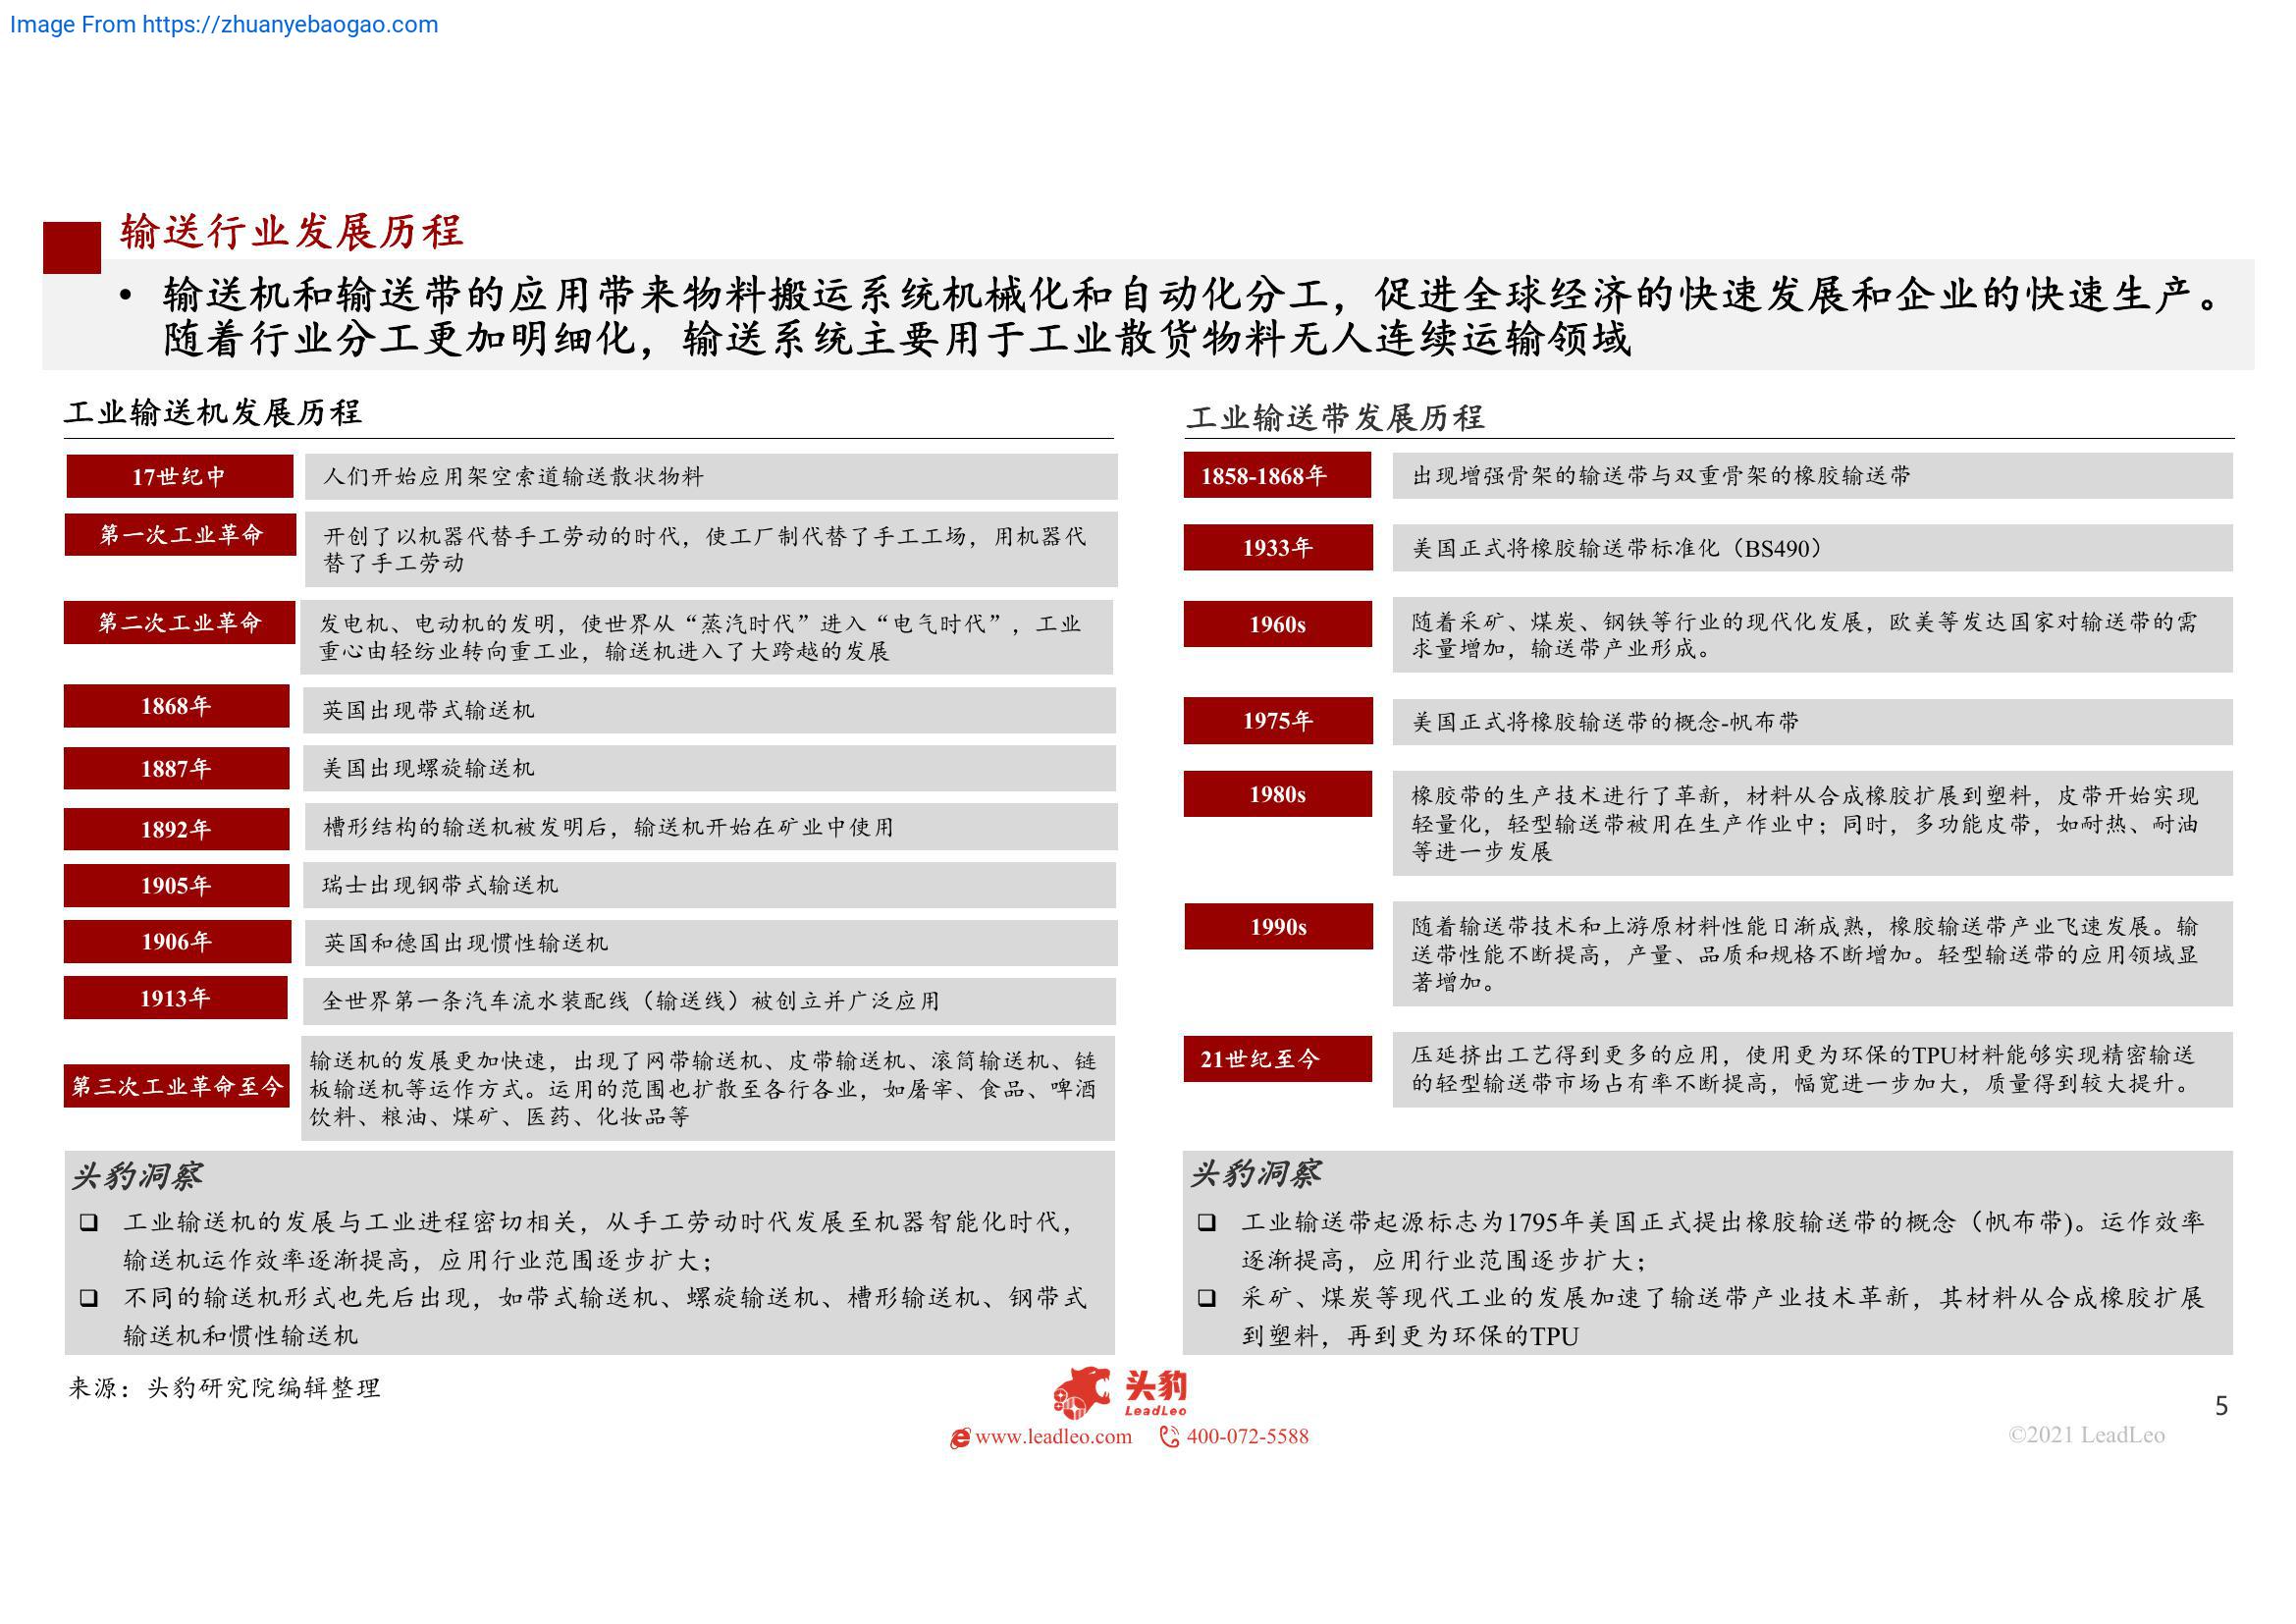 Image From https://zhuanyebaogao.com
输送行业发展历程
• 输送机和输送带的应用带来物料搬运系统机械化和自动化分工，促进全球经济的快速发展和企业的快速生产。
随着行业分工更加明细化，输送系统主要用于工业散货物料无人连续运输领域
工业输送机发展历程
17世纪中
人们开始应用架空索道输送散状物料
第一次工业革命
开创了以机器代替手工劳动的时代，使工厂制代替了手工工场，用机器代
替了手工劳动
第二次工业革命
发电机、电动机的发明，使世界从“蒸汽时代”进入“电气时代”，工业
重心由轻纺业转向重工业，输送机进入了大跨越的发展
1868年
英国出现带式输送机
1887年
美国出现螺旋输送机
1892年
槽形结构的输送机被发明后，输送机开始在矿业中使用
1905年
瑞士出现钢带式输送机
1906年
英国和德国出现惯性输送机
1913年
全世界第一条汽车流水装配线（输送线）被创立并广泛应用
第三次工业革命至今
输送机的发展更加快速，出现了网带输送机、皮带输送机、滚筒输送机、链
板输送机等运作方式。运用的范围也扩散至各行各业，如屠宰、食品、啤酒
饮料、粮油、煤矿、医药、化妆品等
头豹洞察
❑ 工业输送机的发展与工业进程密切相关，从手工劳动时代发展至机器智能化时代，
输送机运作效率逐渐提高，应用行业范围逐步扩大；
❑ 不同的输送机形式也先后出现，如带式输送机、螺旋输送机、槽形输送机、钢带式
输送机和惯性输送机
工业输送带发展历程
1858-1868年
出现增强骨架的输送带与双重骨架的橡胶输送带
1933年
美国正式将橡胶输送带标准化（BS490）
1960s
随着采矿、煤炭、钢铁等行业的现代化发展，欧美等发达国家对输送带的需
求量增加，输送带产业形成。
1975年
美国正式将橡胶输送带的概念-帆布带
1980s
橡胶带的生产技术进行了革新，材料从合成橡胶扩展到塑料，皮带开始实现
轻量化，轻型输送带被用在生产作业中；同时，多功能皮带，如耐热、耐油
等进一步发展
1990s
随着输送带技术和上游原材料性能日渐成熟，橡胶输送带产业飞速发展。输
送带性能不断提高，产量、品质和规格不断增加。轻型输送带的应用领域显
著增加。
21世纪至今
压延挤出工艺得到更多的应用，使用更为环保的TPU材料能够实现精密输送
的轻型输送带市场占有率不断提高，幅宽进一步加大，质量得到较大提升。
头豹洞察
❑ 工业输送带起源标志为1795年美国正式提出橡胶输送带的概念（帆布带)。运作效率
逐渐提高，应用行业范围逐步扩大；
❑ 采矿、煤炭等现代工业的发展加速了输送带产业技术革新，其材料从合成橡胶扩展
到塑料，再到更为环保的TPU
来源：头豹研究院编辑整理
头豹
LeadLeo
www.leadleo.com 400-072-5588
5
©2021 LeadLeo